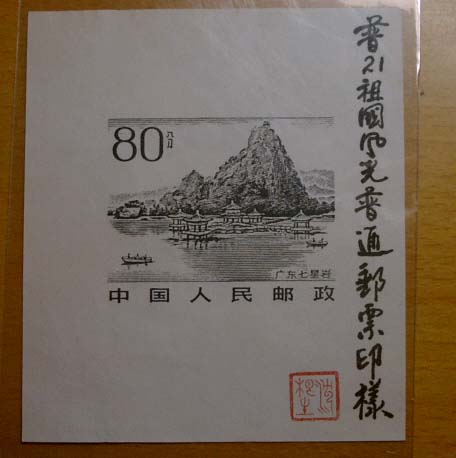 80分
广东七星岩
中国人民邮政
普21祖國风光普通郵票印樣